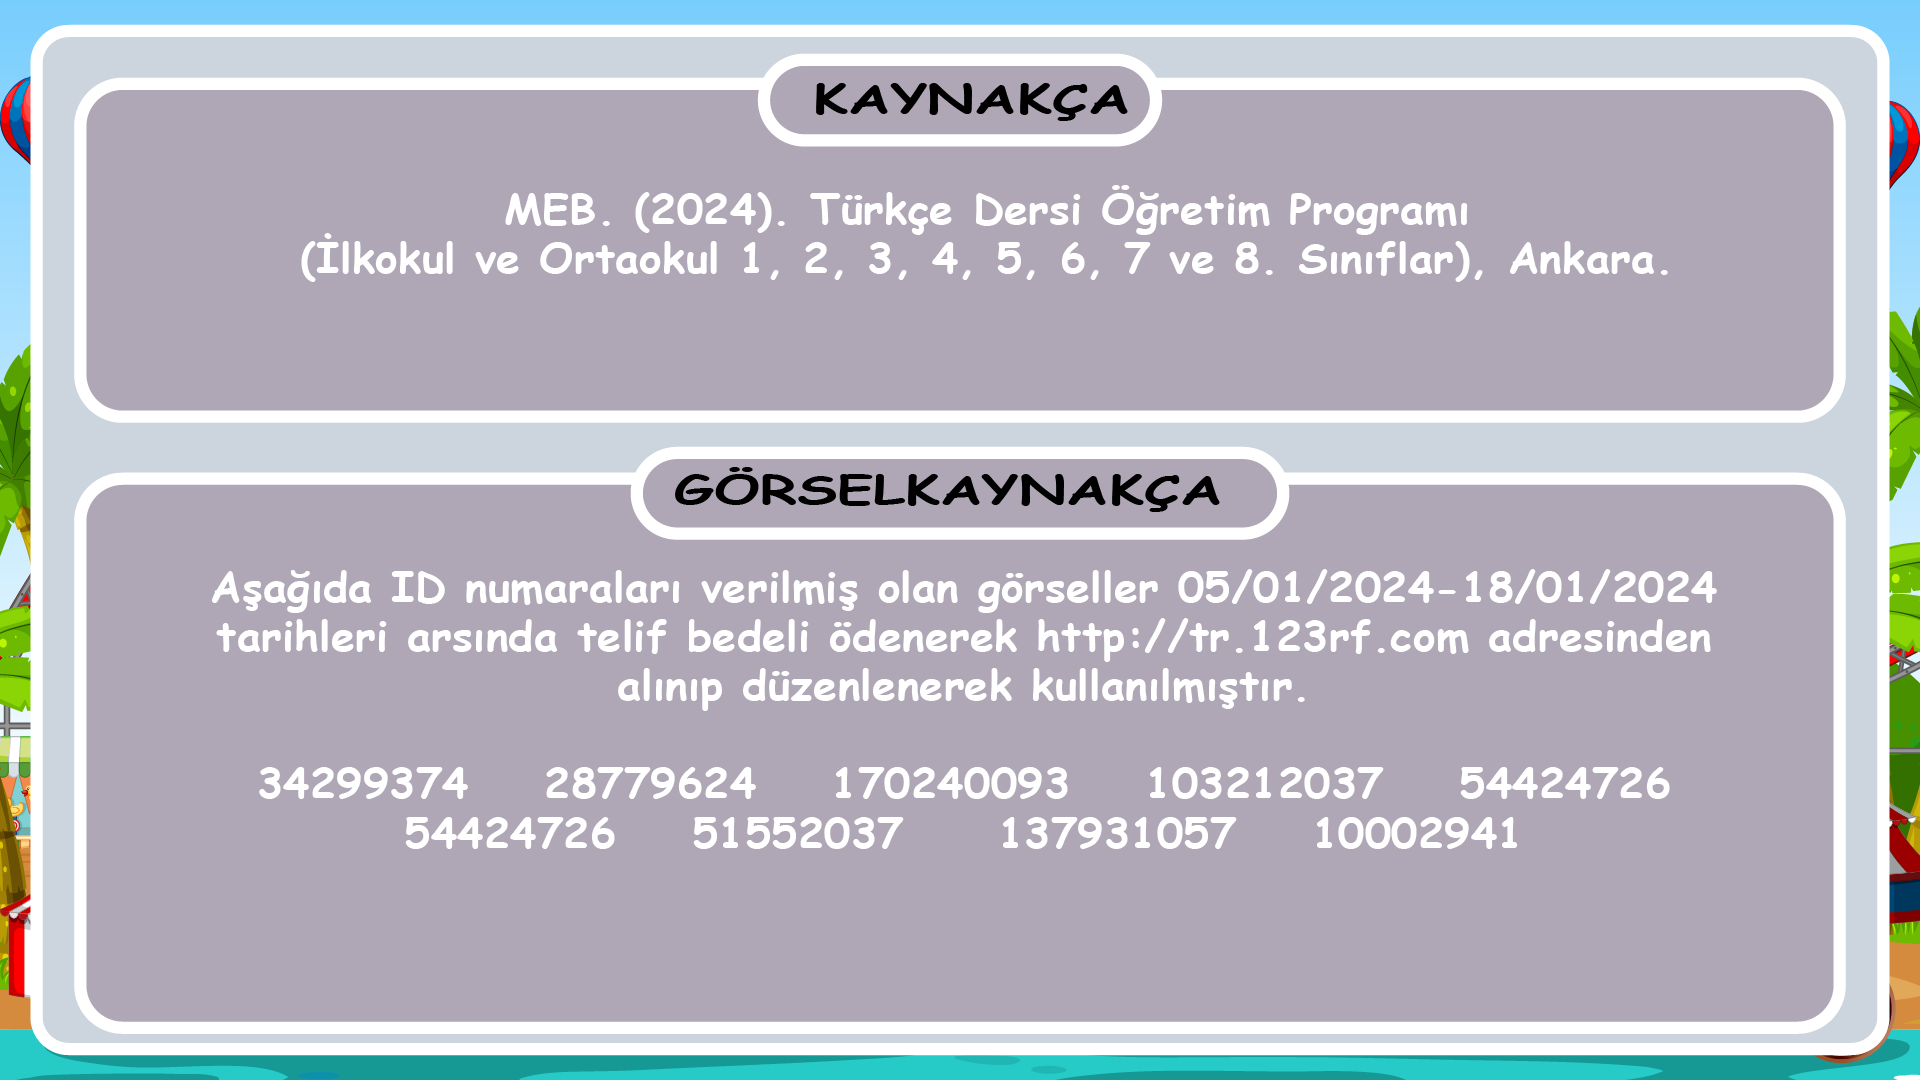 KAYNAKÇA
MEB. (2024). Türkçe Dersi Öğretim Programı
(İlkokul ve Ortaokul 1, 2, 3, 4, 5, 6, 7 ve 8. Sınıflar), Ankara.
GÖRSELKAYNAKÇA
Aşağıda ID numaraları verilmiş olan görseller 05/01/2024-18/01/2024
tarihleri arsında telif bedeli ödenerek http://tr.123rf.com adresinden
alınıp düzenlenerek kullanılmıştır.
34299374 28779624 170240093 103212037 54424726
54424726 51552037 137931057 10002941